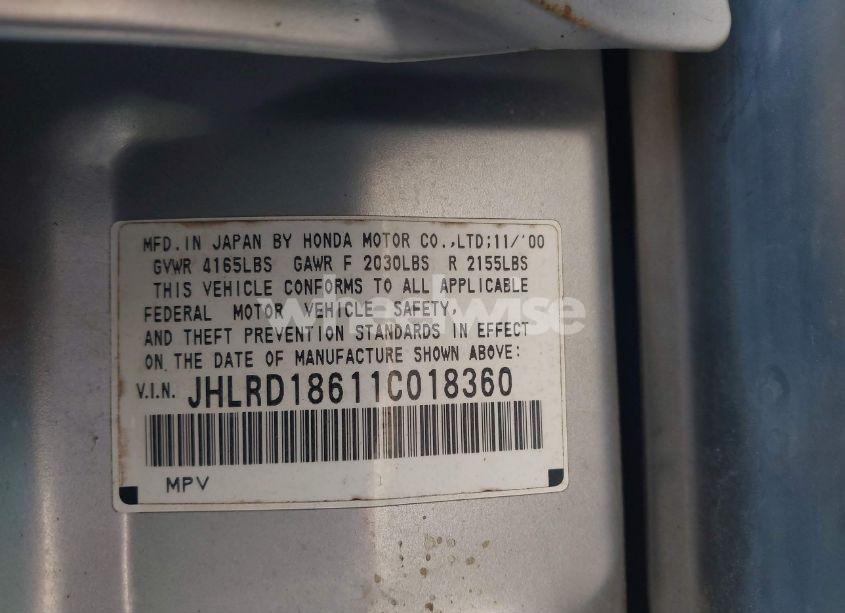 MFD. IN JAPAN BY HONDA MOTOR CO.,LTD;11/'00
GVWR 4165LBS GAWR F 2030LBS R 2155LBS
THIS VEHICLE CONFORMS TO ALL APPLICABLE
FEDERAL MOTOR VEHICLE SAFETY,
wheelwise
AND THEFT PREVENTION STANDARDS IN EFFECT
ON THE DATE OF MANUFACTURE SHOWN ABOVE:
V.I.N. JHLRD18611C018360
MPV